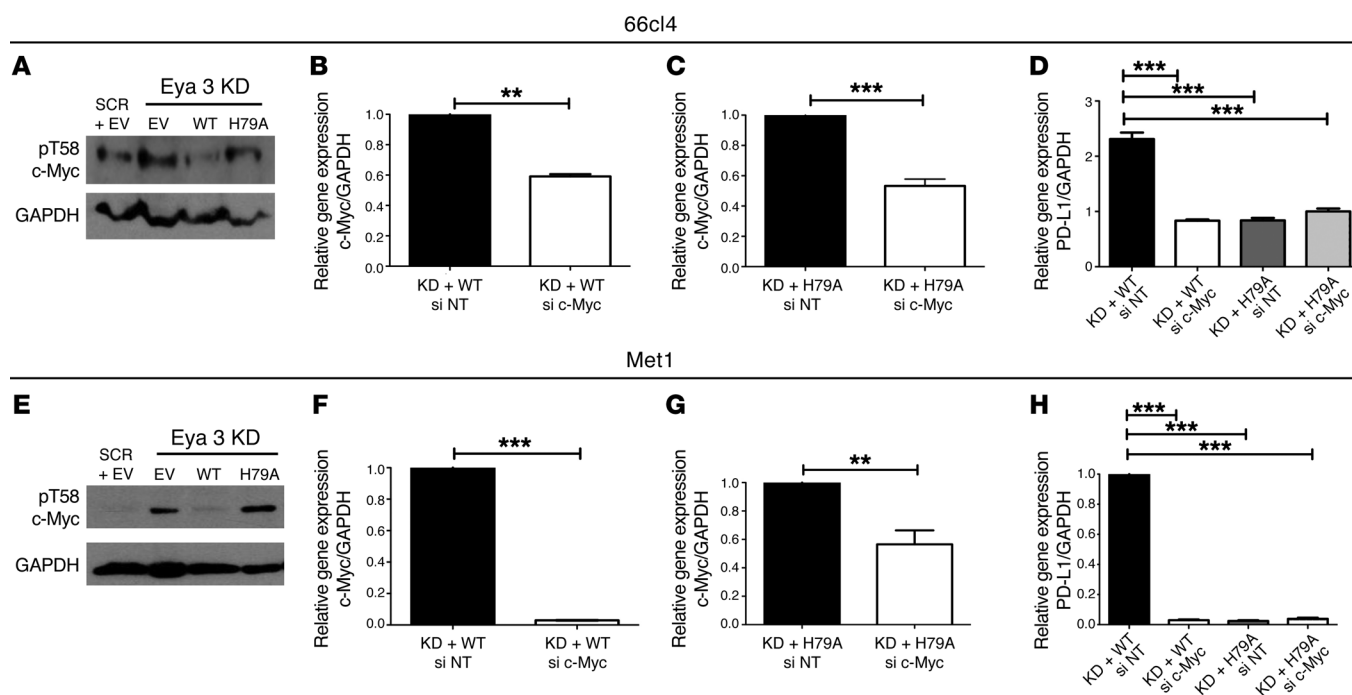 66cl4
A
Eya 3 KD
SCR
+ EV
EV
WT
H79A
pT58
c-Myc
GAPDH
B
**
Relative gene expression
c-Myc/GAPDH
1.0
0.8
0.6
0.4
0.2
0.0
KD + WT
si NT
KD + WT
si c-Myc
C
***
Relative gene expression
c-Myc/GAPDH
1.0
0.8
0.6
0.4
0.2
0.0
KD + H79A
si NT
KD + H79A
si c-Myc
D
***
***
***
Relative gene expression
PD-L1/GAPDH
3
2
1
0
KD + WT
si NT
KD + WT
si c-Myc
KD + H79A
si NT
KD + H79A
si c-Myc
Met1
E
Eya 3 KD
SCR
+ EV
EV
WT
H79A
pT58
c-Myc
GAPDH
F
***
Relative gene expression
c-Myc/GAPDH
1.0
0.8
0.6
0.4
0.2
0.0
KD + WT
si NT
KD + WT
si c-Myc
G
**
Relative gene expression
c-Myc/GAPDH
1.0
0.8
0.6
0.4
0.2
0.0
KD + H79A
si NT
KD + H79A
si c-Myc
H
***
***
***
Relative gene expression
PD-L1/GAPDH
1.0
0.8
0.6
0.4
0.2
0.0
KD + WT
si NT
KD + WT
si c-Myc
KD + H79A
si NT
KD + H79A
si c-Myc